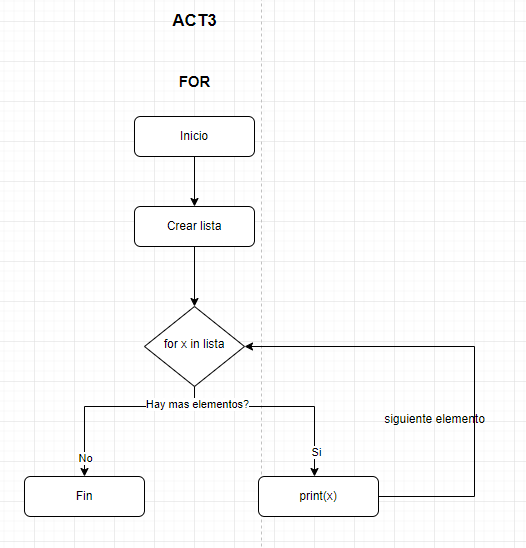 ACT3
FOR
Inicio
Crear lista
for x in lista
Hay mas elementos?
siguiente elemento
No
Si
Fin
print(x)